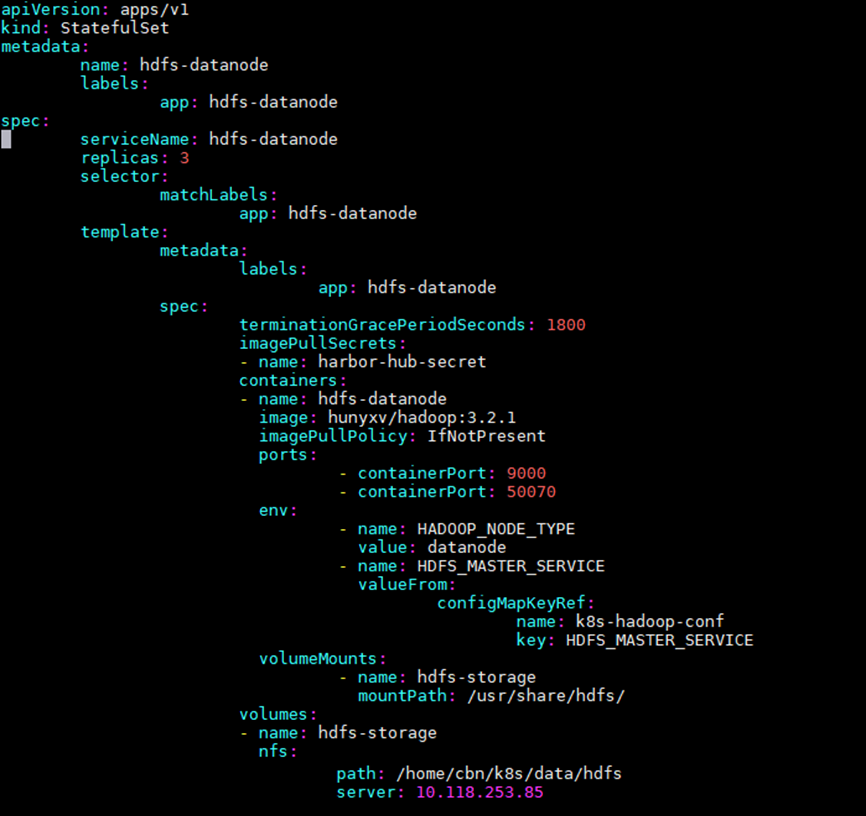 apiVersion: apps/v1
kind: StatefulSet
metadata:
        name: hdfs-datanode
        labels:
                app: hdfs-datanode
spec:
        serviceName: hdfs-datanode
        replicas: 3
        selector:
                matchLabels:
                        app: hdfs-datanode
        template:
                metadata:
                        labels:
                                app: hdfs-datanode
                spec:
                        terminationGracePeriodSeconds: 1800
                        imagePullSecrets:
                        - name: harbor-hub-secret
                        containers:
                        - name: hdfs-datanode
                          image: hunyxv/hadoop:3.2.1
                          imagePullPolicy: IfNotPresent
                          ports:
                                  - containerPort: 9000
                                  - containerPort: 50070
                          env:
                                  - name: HADOOP_NODE_TYPE
                                    value: datanode
                                  - name: HDFS_MASTER_SERVICE
                                    valueFrom:
                                            configMapKeyRef:
                                                    name: k8s-hadoop-conf
                                                    key: HDFS_MASTER_SERVICE
                          volumeMounts:
                                  - name: hdfs-storage
                                    mountPath: /usr/share/hdfs/
                        volumes:
                        - name: hdfs-storage
                          nfs:
                                  path: /home/cbn/k8s/data/hdfs
                                  server: 10.118.253.85